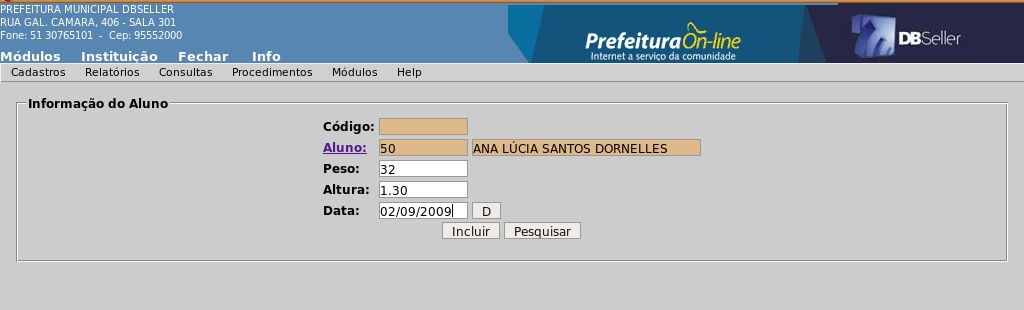 PREFEITURA MUNICIPAL DBSELLER
RUA GAL. CAMARA, 406 - SALA 301
Fone: 51 30765101 - Cep: 95552000
Prefeitura On-line
Internet a serviço da comunidade
DBSeller
Módulos Instituição Fechar Info
Cadastros Relatórios Consultas Procedimentos Módulos Help
Informação do Aluno
Código:
Aluno: 50 ANA LÚCIA SANTOS DORNELLES
Peso: 32
Altura: 1.30
Data: 02/09/2009 D
Incluir Pesquisar